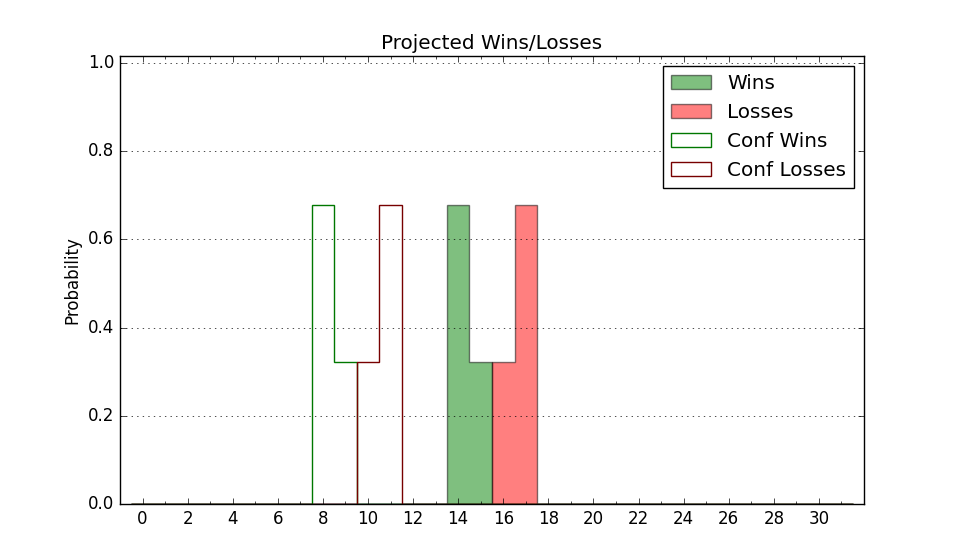 Projected Wins/Losses
1.0
0.8
0.6
0.4
0.2
0.0
Probability
Wins
Losses
Conf Wins
Conf Losses
0 2 4 6 8 10 12 14 16 18 20 22 24 26 28 30